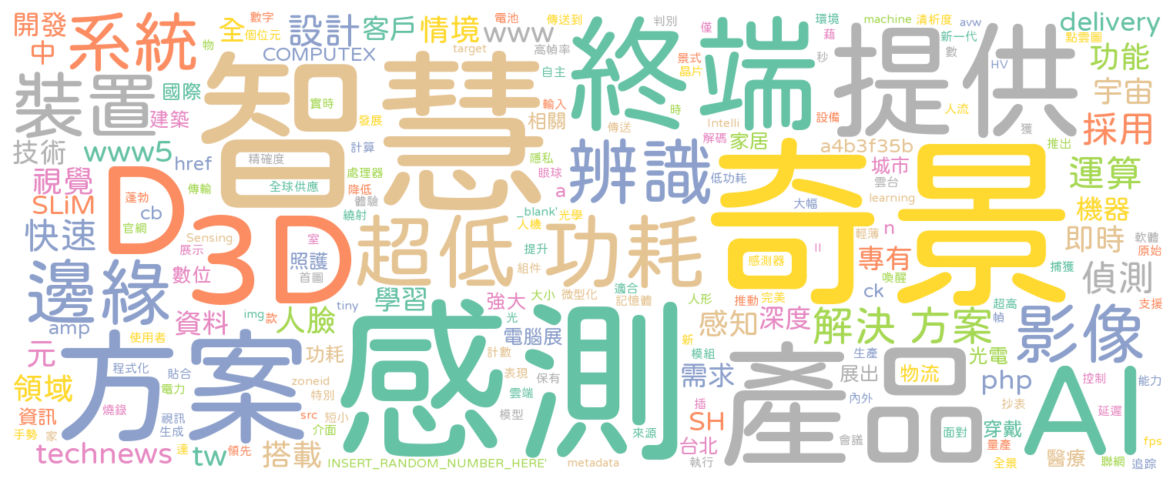 開發
中
系統
全
數字
個位元
設計
COMPUTEX
客戶
情境
電池
target
www
傳送到
高幀率
終端
判別
僅
景式
晶片
環境
藉
秒
machine
數
清析度
新一代
avw
點雲圖
HV
delivery
功能
宇宙
採用
提供
裝置
國際
物
建築
智慧
實時
發展
自主
輸入
相關
傳送
Intelli
解碼
家居
設備
a4b3f35b
人流
獲
推出
技術
www5
href
精確度
計算
隱私
辨識
奇景
城市
運算
視覺
SLiM
蓬勃
傳輸
全球供應
處理器
降低
體驗
眼球
a
低功耗
雲台
learning
機器
快速
cb
官網
D
3D
Sensing
展示
室
繞射
_blank'
光學
人機
大幅
n
輕薄
軟體
即時
原始
邊緣
數位
照護
首圖
超低
功耗
提升
組件
適合
II
感測器
專有
喚醒
捕獲
偵測
amp
資料
img
款
tiny
人臉
學習
強大
大小
微型化
記憶體
人形
推動
完美
ck
超高
幀
支援
元
方案
使用者
功耗
感測
光
電腦展
計數
表現
新
感知
模組
深度
解決
方案
光電
影像
領域
程式化
貼合
電力
zoneid
特別
雲端
保有
需求
產品
生產
展出
物流
php
控制
能力
資訊
燒錄
視訊
生成
src
短小
介面
模型
來源
插
SH
內外
抄表
穿戴
AI
延遲
手勢
家
technews
達
tw
領先
搭載
INSERT_RANDOM_NUMBER_HERE'
metadata
台北
執行
會議
面對
量產
全景
醫療
聯網
追踪
fps